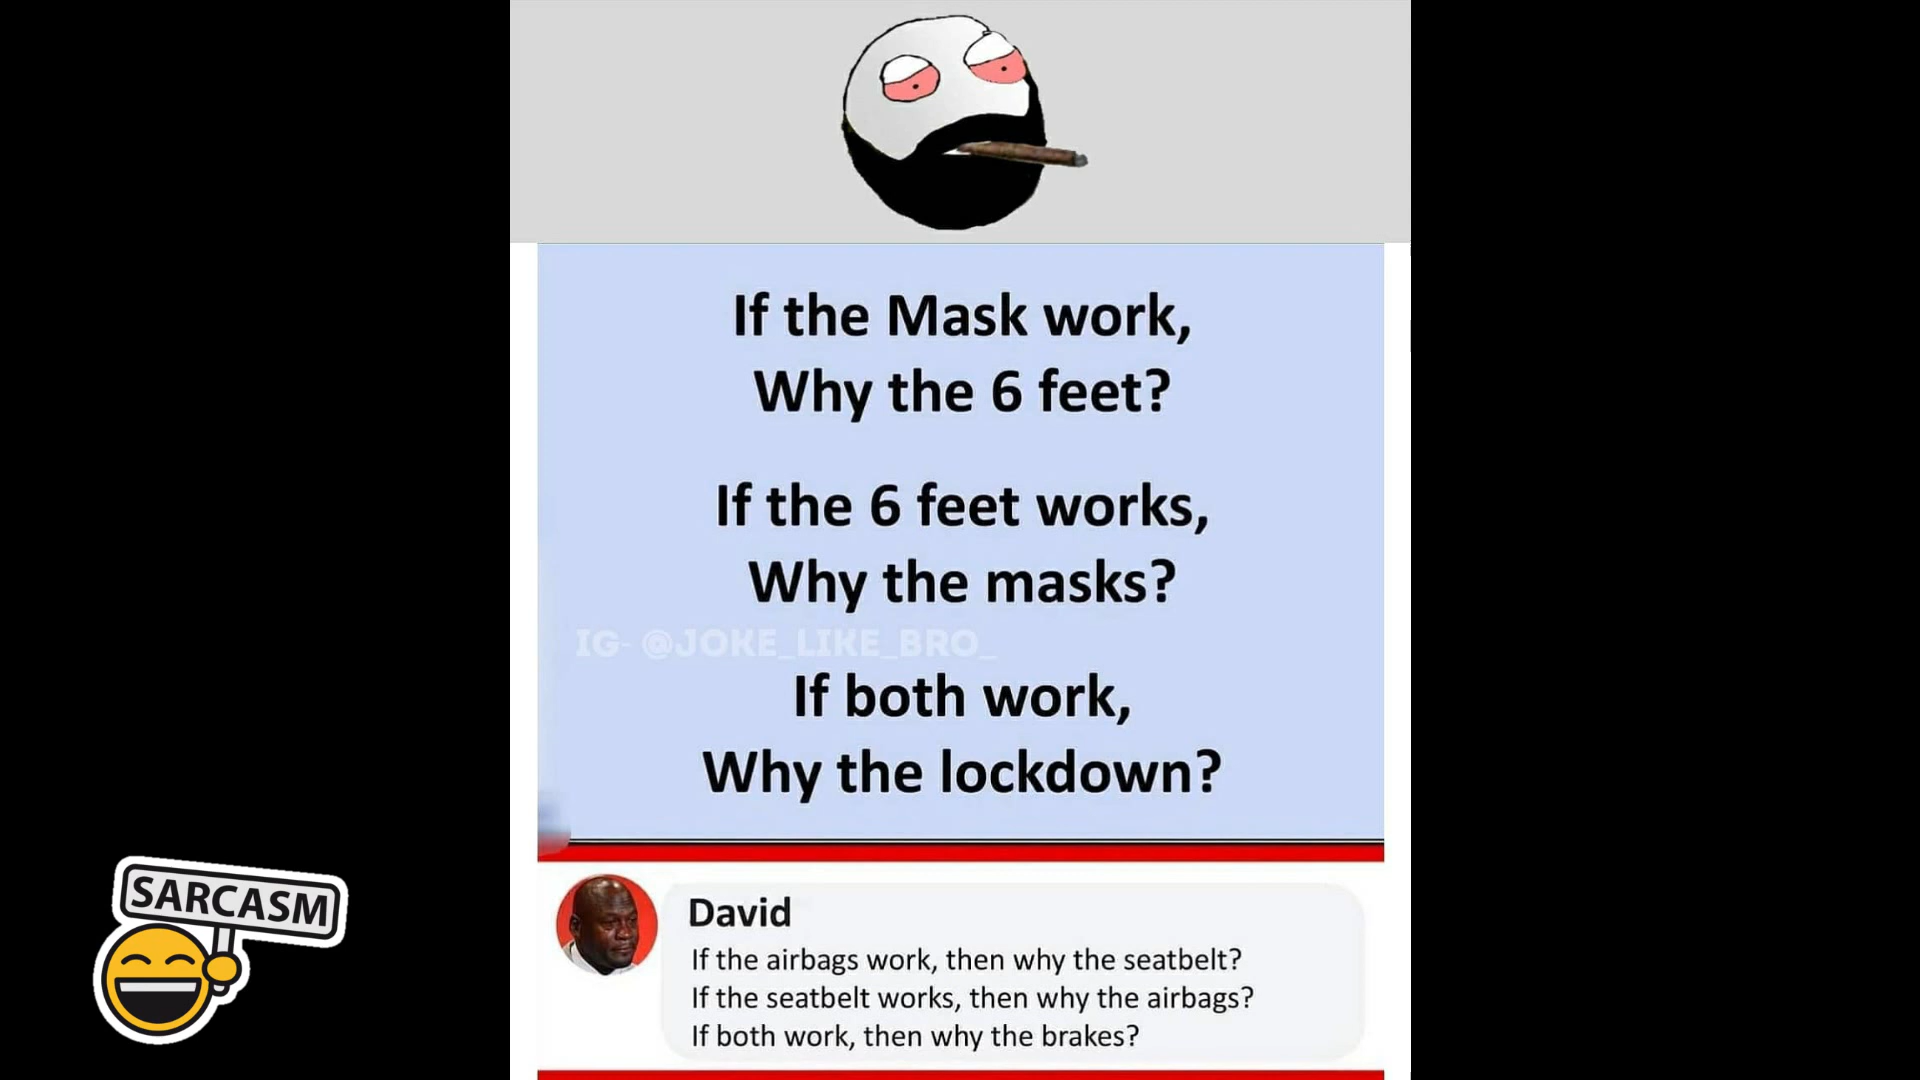 If the Mask work,
Why the 6 feet?
If the 6 feet works,
Why the masks?
IG- @JOKE_LIKE_BRO_
If both work,
Why the lockdown?
SARCASM
David
If the airbags work, then why the seatbelt?
If the seatbelt works, then why the airbags?
If both work, then why the brakes?